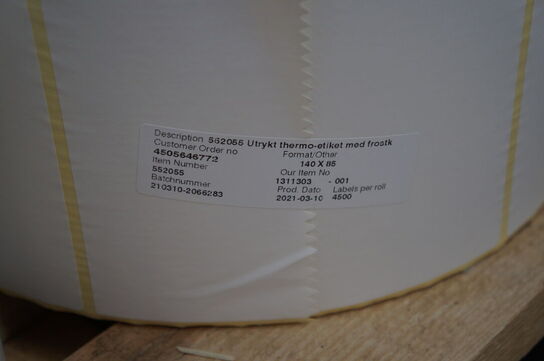 Description 552055 Utrykt thermo-etiket med frostk
Customer Order no Format/Other
4505646772 140 X 85
Item Number Our Item No
552055 1311303 - 001
Batchnummer Prod. Dato Labels per roll
210310-2066283 2021-03-10 4500